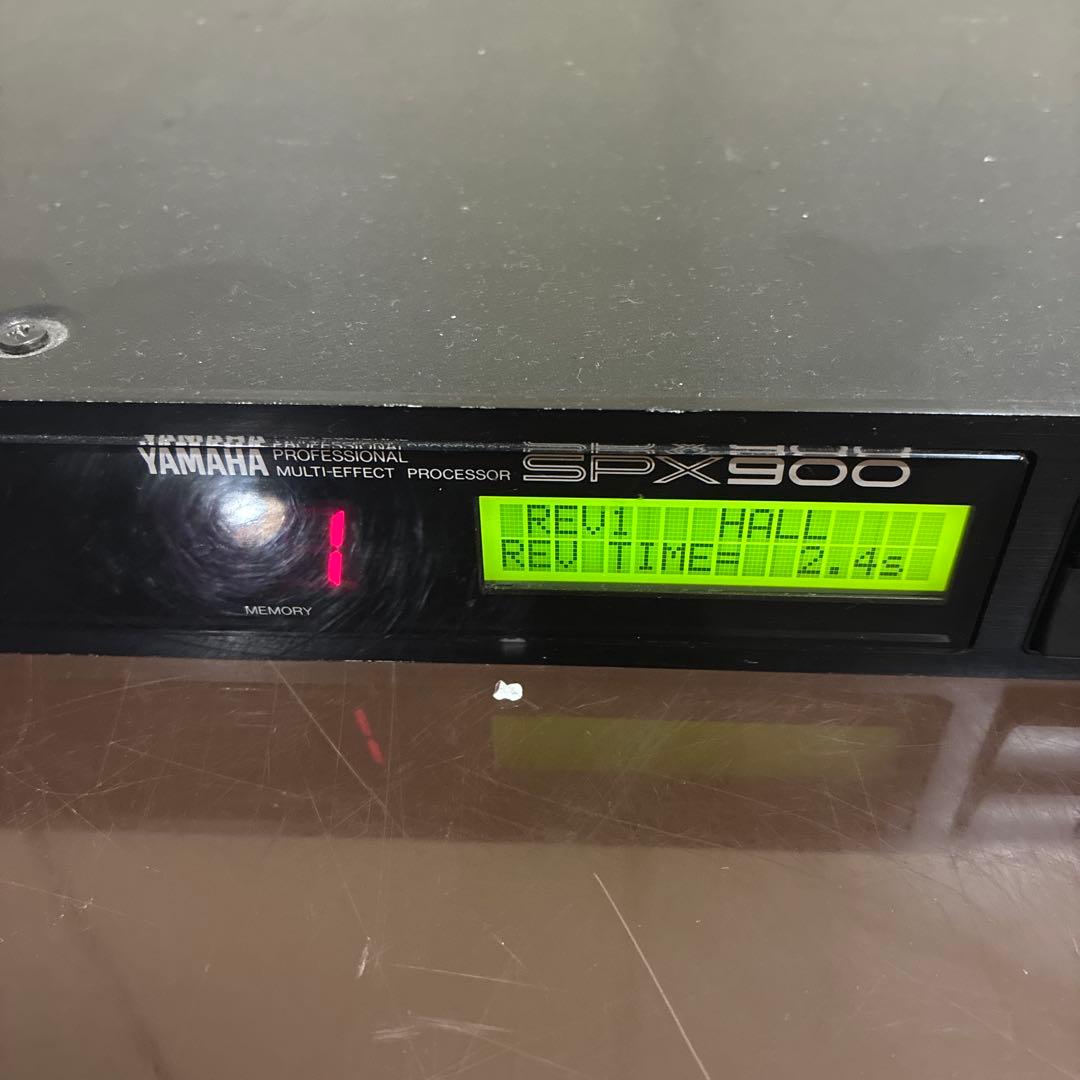 YAMAHA
PROFESSIONAL
MULTI-EFFECT PROCESSOR
SPX900
1
MEMORY
REV1 HALL
REV TIME= 2.4s